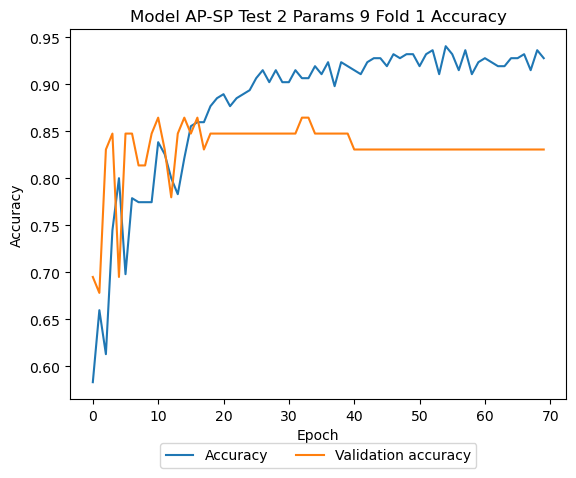 Model AP-SP Test 2 Params 9 Fold 1 Accuracy
Accuracy
0.95
0.90
0.85
0.80
0.75
0.70
0.65
0.60
0 10 20 30 40 50 60 70
Epoch
Accuracy Validation accuracy